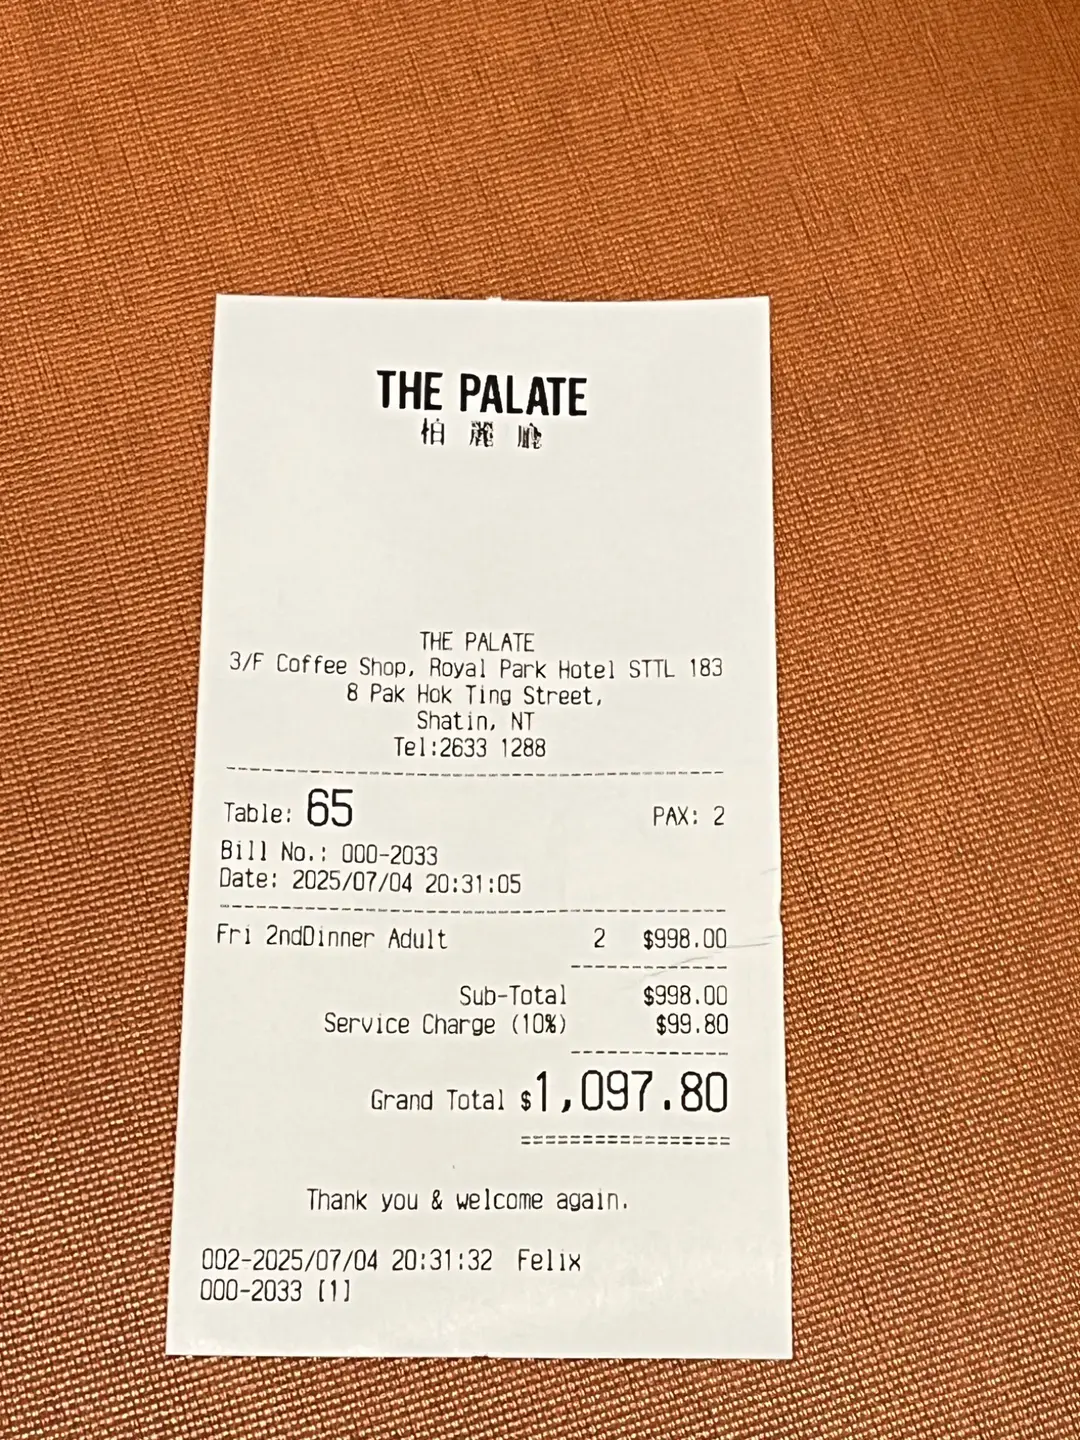 THE PALATE
柏麗廳
THE PALATE
3/F Coffee Shop, Royal Park Hotel STTL 183
8 Pak Hok Ting Street,
Shatin, NT
Tel:2633 1288
Table: 65 PAX: 2
Bill No.: 000-2033
Date: 2025/07/04 20:31:05
Fri 2ndDinner Adult 2 $998.00
Sub-Total $998.00
Service Charge (10%) $99.80
Grand Total $1,097.80
Thank you & welcome again.
002-2025/07/04 20:31:32 Felix
000-2033 [1]